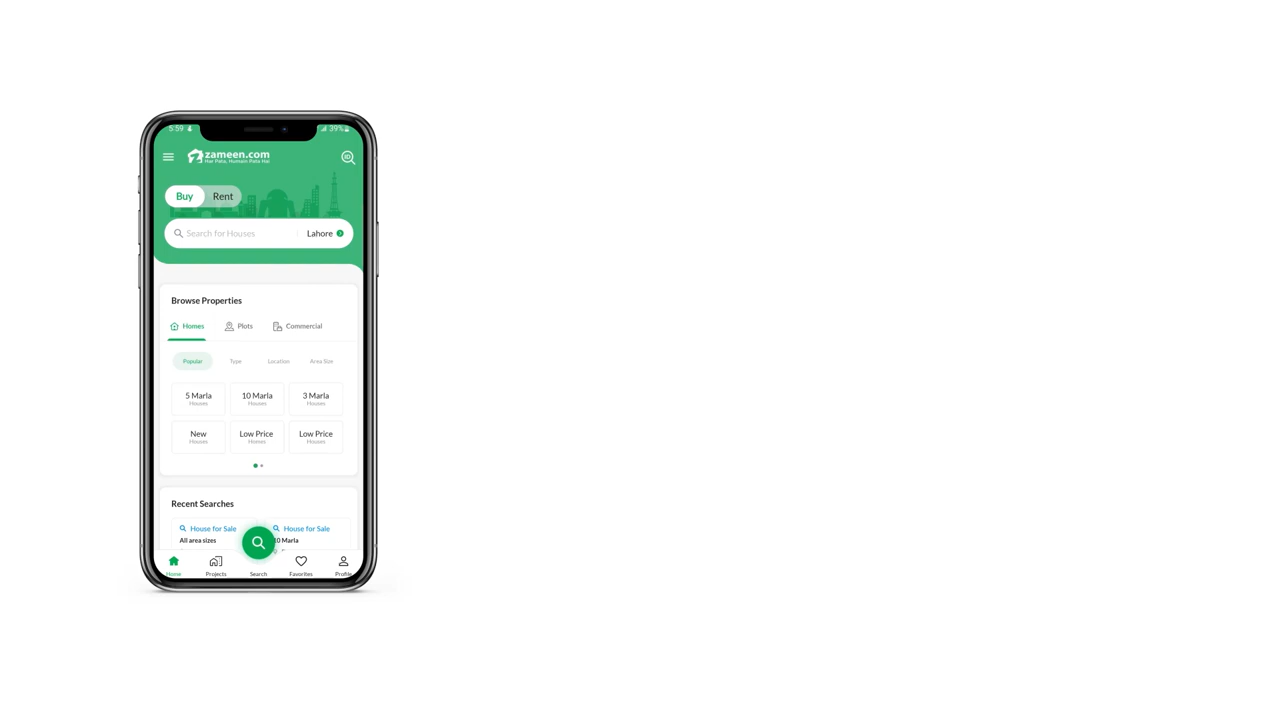 5:59 39%
zameen.com
Har Pata, Humain Pata Hai
ID
Buy Rent
Search for Houses Lahore
Browse Properties
Homes Plots Commercial
Popular Type Location Area Size
5 Marla 10 Marla 3 Marla
Houses Houses Houses
New Low Price Low Price
Houses Homes Houses
Recent Searches
House for Sale House for Sale
All area sizes 10 Marla
Home Projects Search Favorites Profile